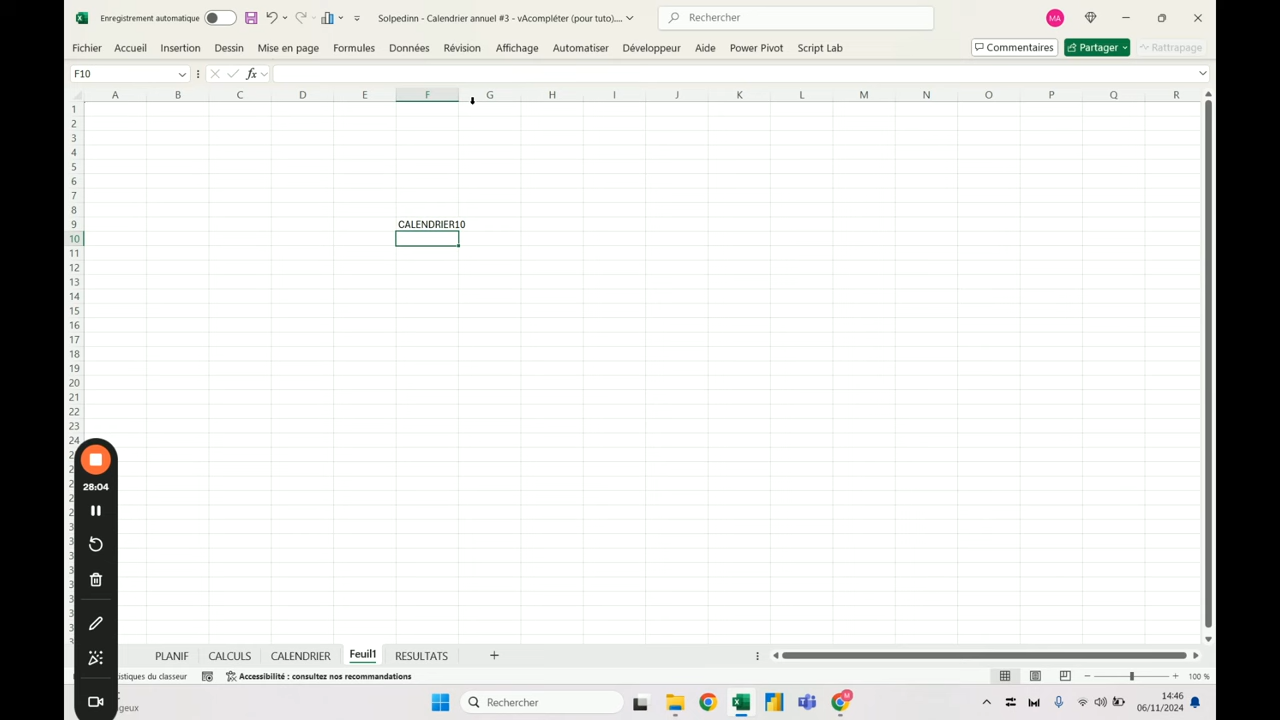 Enregistrement automatique
Solpedinn - Calendrier annuel #3 - vAcompléter (pour tuto)....
Rechercher
MA
Fichier Accueil Insertion Dessin Mise en page Formules Données Révision Affichage Automatiser Développeur Aide Power Pivot Script Lab
Commentaires Partager Rattrapage
F10
fx
A B C D E F G H I J K L M N O P Q R
1
2
3
4
5
6
7
8
9 CALENDRIER10
10
11
12
13
14
15
16
17
18
19
20
21
22
23
24
28:04
PLANIF CALCULS CALENDRIER Feuil1 RESULTATS
istiques du classeur Accessibilité : consultez nos recommandations 100 %
Rechercher
14:46
06/11/2024
ageux